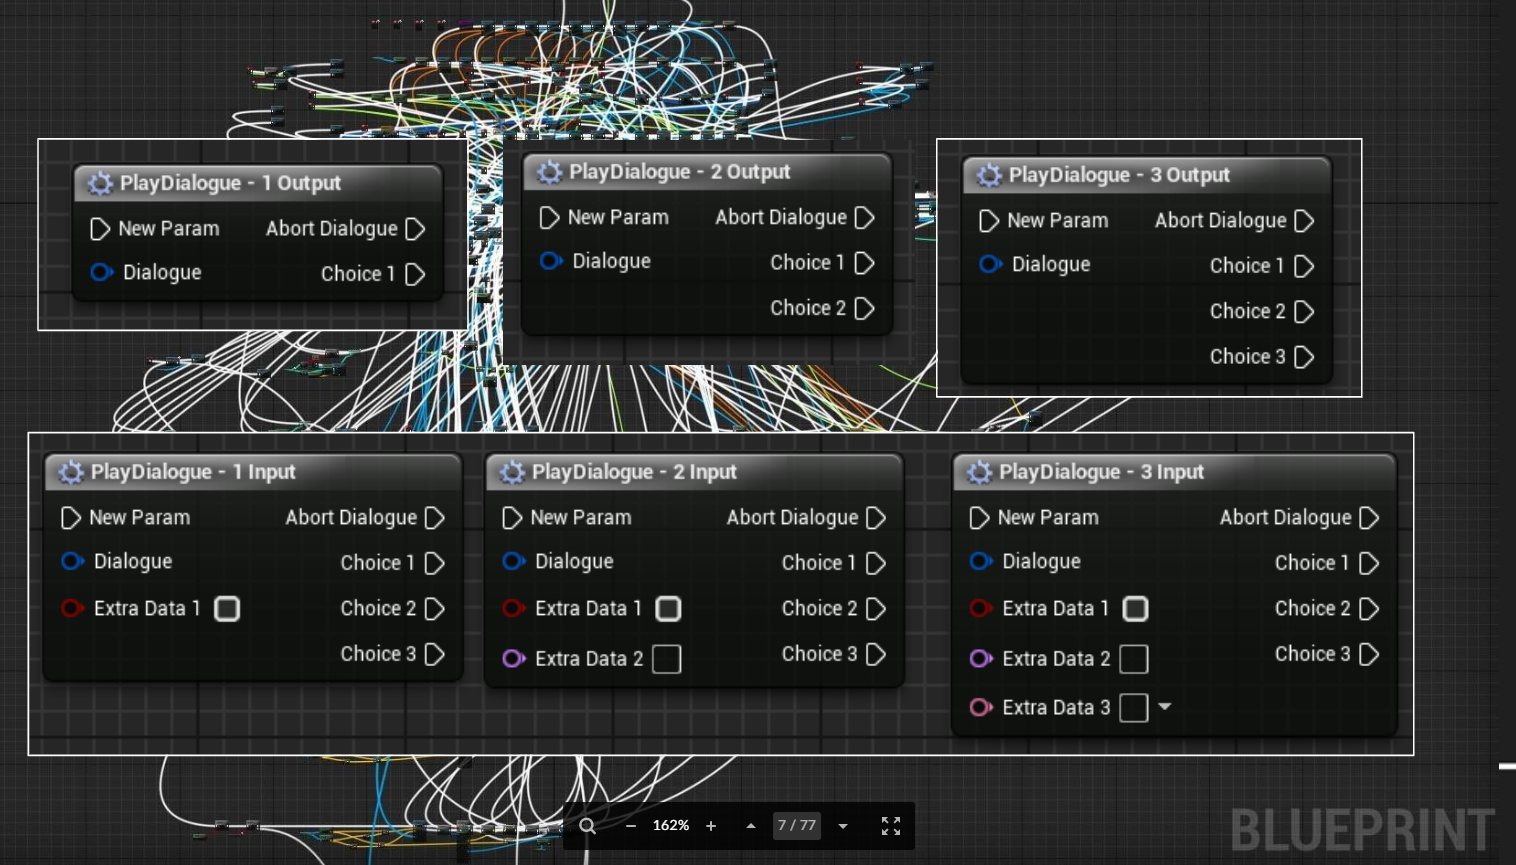 PlayDialogue - 1 Output
New Param Abort Dialogue
Dialogue Choice 1
PlayDialogue - 2 Output
New Param Abort Dialogue
Dialogue Choice 1
Choice 2
PlayDialogue - 3 Output
New Param Abort Dialogue
Dialogue Choice 1
Choice 2
Choice 3
PlayDialogue - 1 Input
New Param Abort Dialogue
Dialogue Choice 1
Extra Data 1 Choice 2
Choice 3
PlayDialogue - 2 Input
New Param Abort Dialogue
Dialogue Choice 1
Extra Data 1 Choice 2
Extra Data 2 Choice 3
PlayDialogue - 3 Input
New Param Abort Dialogue
Dialogue Choice 1
Extra Data 1 Choice 2
Extra Data 2 Choice 3
Extra Data 3
162% 7 / 77
BLUEPRINT